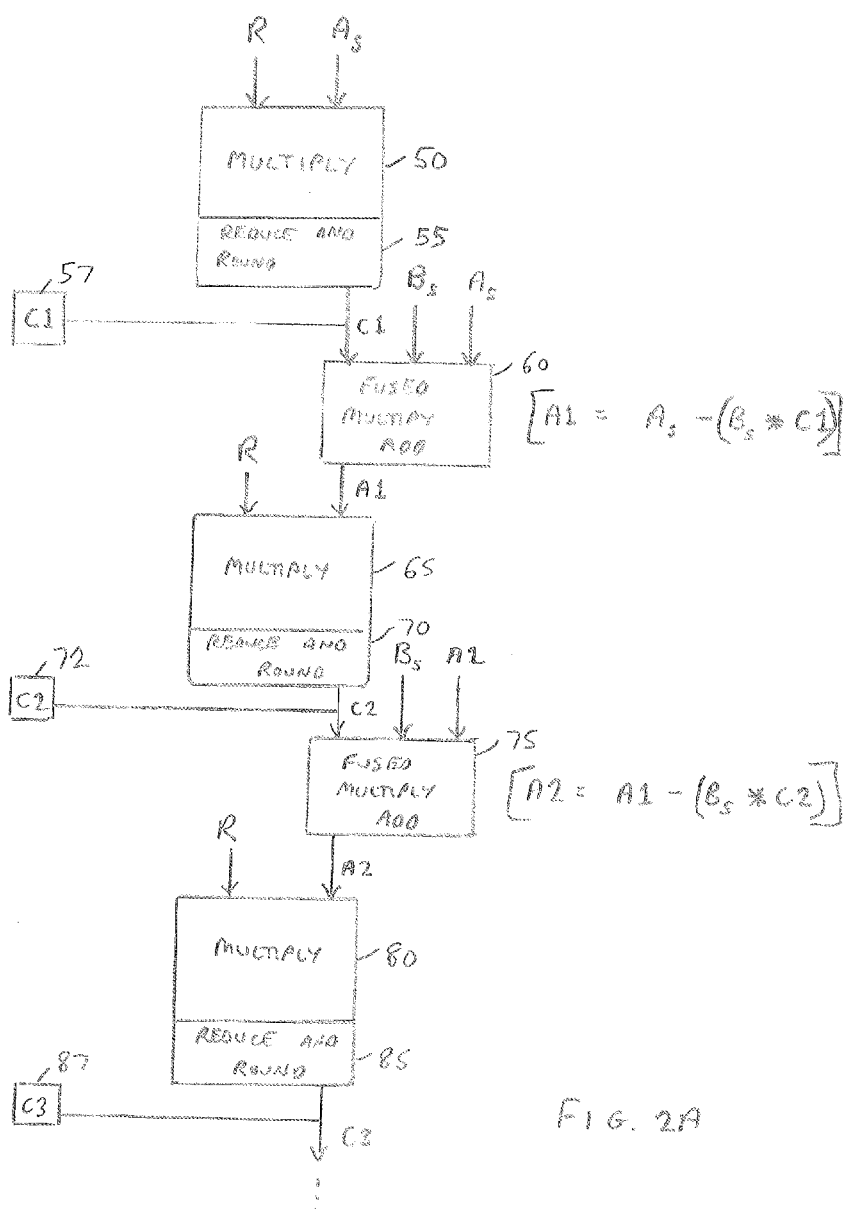 R A_s
MULTIPLY
50
REDUCE AND
ROUND
55
57
C1
C1
B_s A_s
60
FUSED
MULTIPLY
ADD
[A1 = A_s - (B_s * C1)]
R
A1
MULTIPLY
65
70
REDUCE AND
ROUND
72
C2
C2
B_s A2
75
FUSED
MULTIPLY
ADD
[A2 = A1 - (B_s * C2)]
R
A2
MULTIPLY
80
REDUCE AND
ROUND
85
87
C3
C3
FIG. 2A